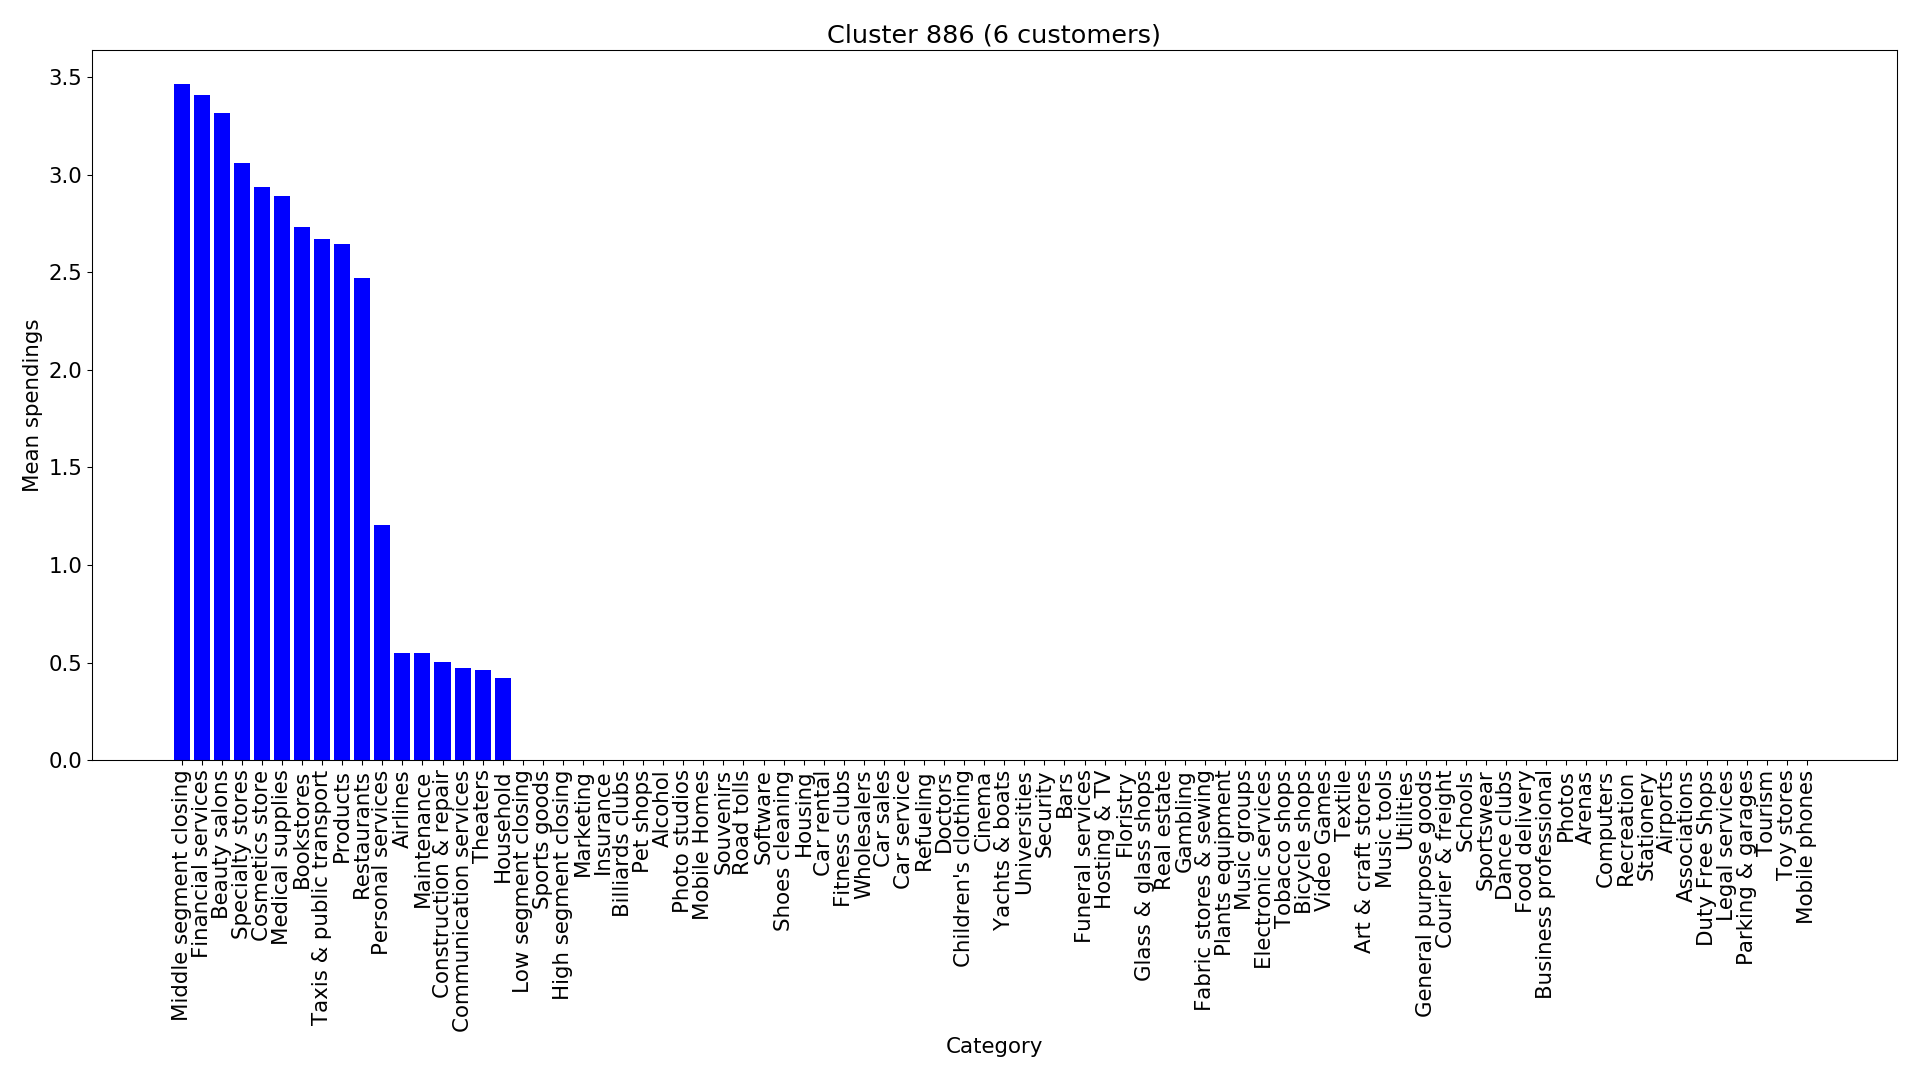 Cluster 886 (6 customers)
3.5
3.0
2.5
2.0
1.5
1.0
0.5
0.0
Mean spendings
Middle segment closing
Financial services
Beauty salons
Specialty stores
Cosmetics store
Medical supplies
Bookstores
Taxis & public transport
Products
Restaurants
Personal services
Airlines
Maintenance
Construction & repair
Communication services
Theaters
Household
Low segment closing
Sports goods
High segment closing
Marketing
Insurance
Billiards clubs
Pet shops
Alcohol
Photo studios
Mobile Homes
Souvenirs
Road tolls
Software
Shoes cleaning
Housing
Car rental
Fitness clubs
Wholesalers
Car sales
Car service
Refueling
Doctors
Children's clothing
Cinema
Yachts & boats
Universities
Security
Bars
Funeral services
Hosting & TV
Floristry
Glass & glass shops
Real estate
Gambling
Fabric stores & sewing
Plants equipment
Music groups
Electronic services
Tobacco shops
Bicycle shops
Video Games
Textile
Art & craft stores
Music tools
Utilities
General purpose goods
Courier & freight
Schools
Sportswear
Dance clubs
Food delivery
Business professional
Photos
Arenas
Computers
Recreation
Stationery
Airports
Associations
Duty Free Shops
Legal services
Parking & garages
Tourism
Toy stores
Mobile phones
Category